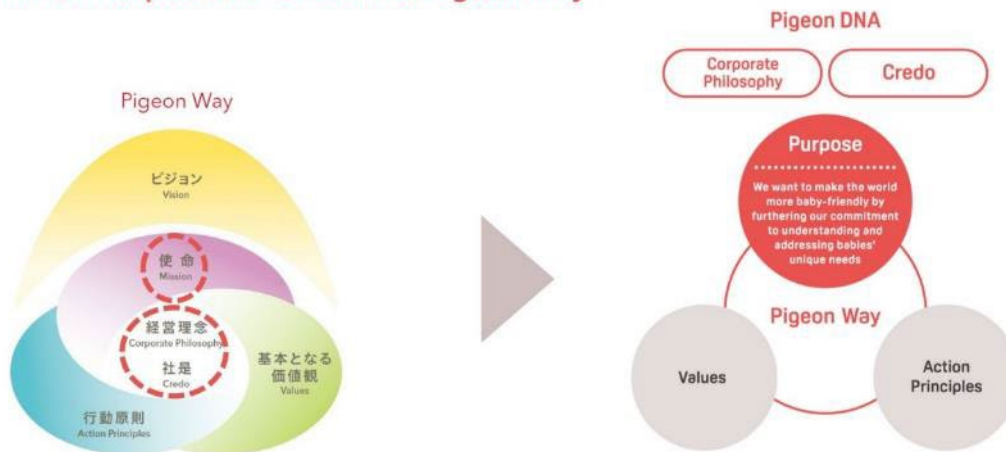 Pigeon Way
ビジョン
Vision
使命
Mission
経営理念
Corporate Philosophy
社是
Credo
基本となる
価値観
Values
行動原則
Action Principles
Pigeon DNA
Corporate
Philosophy
Credo
Purpose
We want to make the world
more baby-friendly by
furthering our commitment
to understanding and
addressing babies'
unique needs
Pigeon Way
Values
Action
Principles